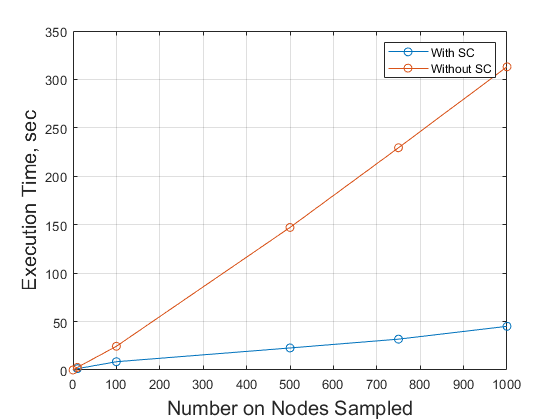 350
300
250
200
150
100
50
0
0 100 200 300 400 500 600 700 800 900 1000
Execution Time, sec
Number on Nodes Sampled
With SC
Without SC